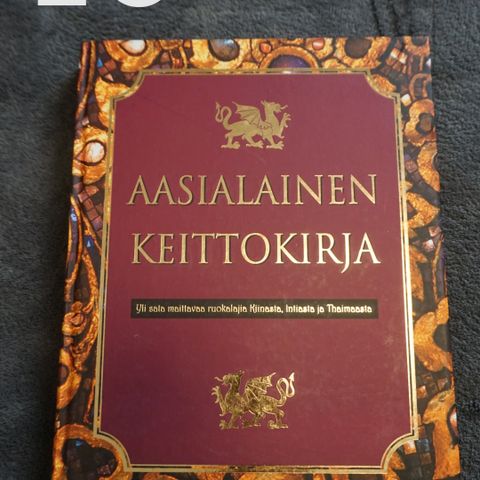 AASIALAINEN
KEITTOKIRJA
Yli sata maittavaa ruokalajia Kiinasta, Intiasta ja Thaimaasta